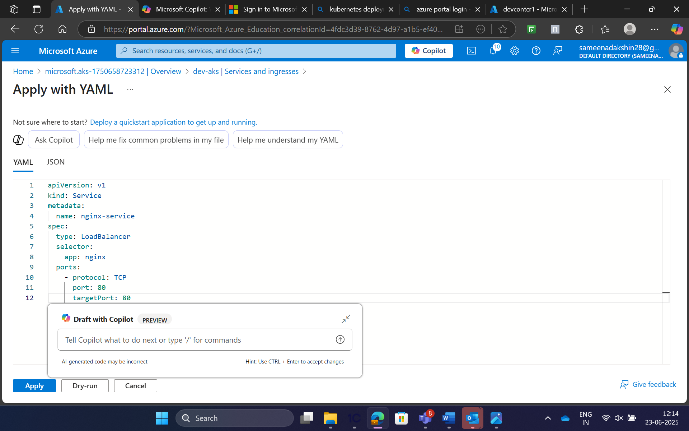 Apply with YAML -
Microsoft Copilot:
Sign in to Microsof
kubernetes deploy
azure portal login -
devconter1 - Micro
https://portal.azure.com/?Microsoft_Azure_Education_correlationid=4fdc3d39-8762-4d97-a1b5-ef40...
Microsoft Azure
Search resources, services, and docs (G+/)
Copilot
10
sameenadakshin28@g...
DEFAULT DIRECTORY (SAMEENA...
Home > microsoft.aks-1750658723312 | Overview > dev-aks | Services and ingresses >
Apply with YAML ...
Not sure where to start? Deploy a quickstart application to get up and running.
Ask Copilot
Help me fix common problems in my file
Help me understand my YAML
YAML JSON
1 apiVersion: v1
2 kind: Service
3 metadata:
4 name: nginx-service
5 spec:
6 type: LoadBalancer
7 selector:
8 app: nginx
9 ports:
10 - protocol: TCP
11 port: 80
12 targetPort: 80
Draft with Copilot PREVIEW
Tell Copilot what to do next or type '/' for commands
AI generated code may be incorrect
Hint: Use CTRL + Enter to accept changes
Apply
Dry-run
Cancel
Give feedback
Search
ENG
IN
12:14
23-06-2025